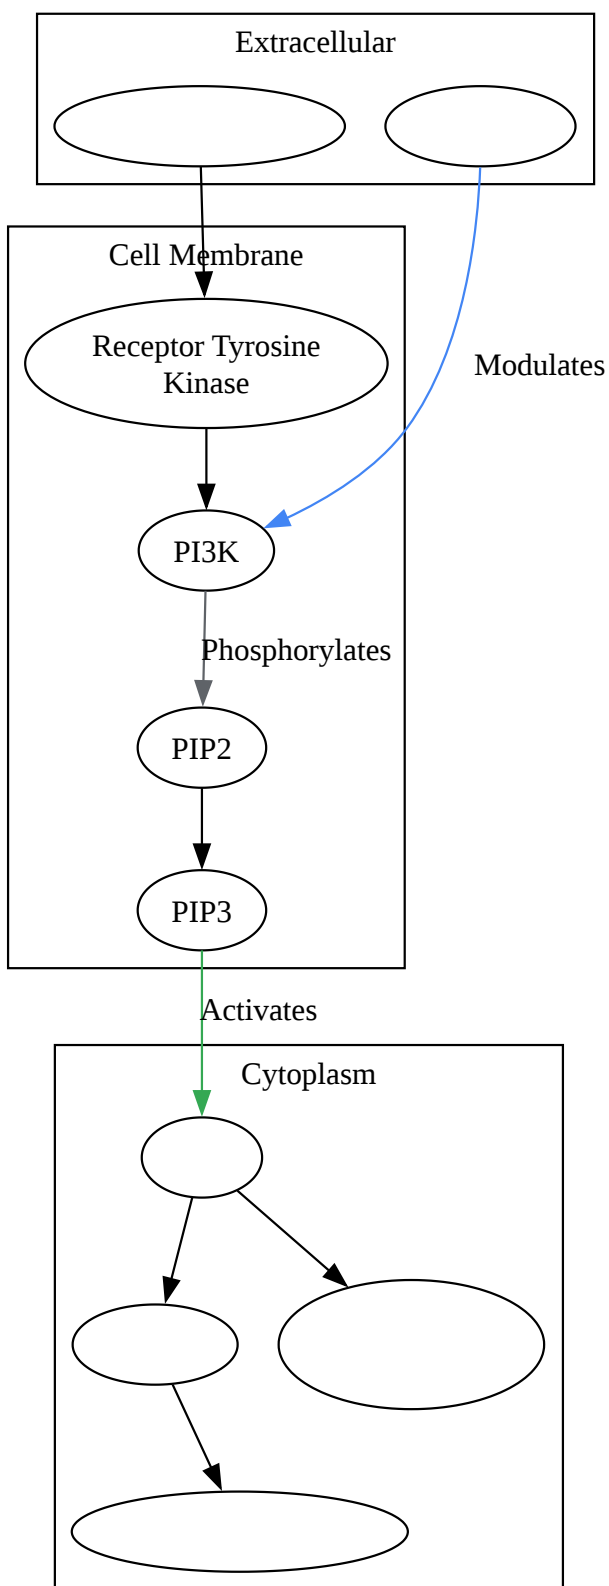 Extracellular
Cell Membrane
Receptor Tyrosine
Kinase
Modulates
PI3K
Phosphorylates
PIP2
PIP3
Activates
Cytoplasm